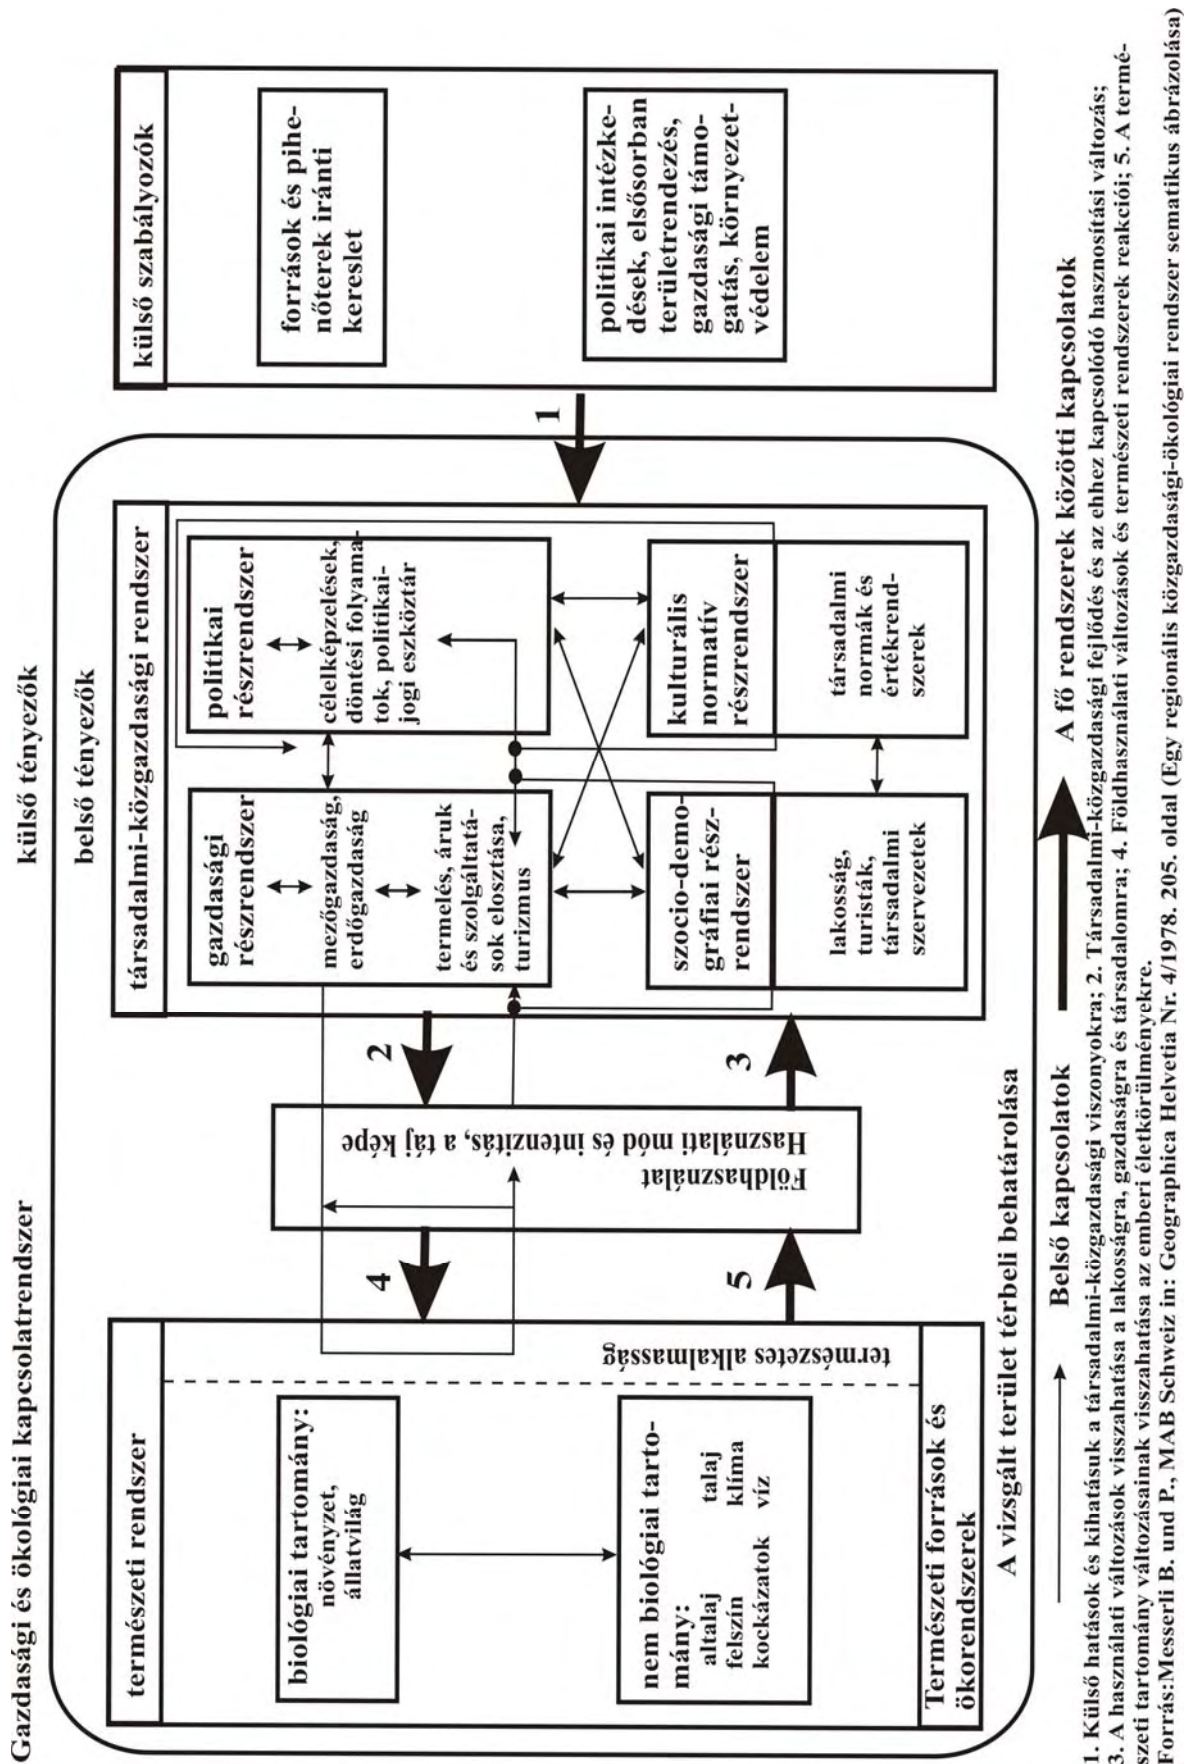 Gazdasági és ökológiai kapcsolatrendszer
külső tényezők
belső tényezők
természeti rendszer
biológiai tartomány:
növényzet,
állatvilág
nem biológiai tarto-
mány:
altalaj talaj
felszín klíma
kockázatok víz
Természeti források és
ökorendszerek
természetes alkalmasság
4
5
Földhasználat
Használati mód és intenzitás, a táj képe
2
3
társadalmi-közgazdasági rendszer
gazdasági
részrendszer
mezőgazdaság,
erdőgazdaság
termelés, áruk
és szolgáltatá-
sok elosztása,
turizmus
politikai
részrendszer
célelképzelések,
döntési folyama-
tok, politikai-
jogi eszköztár
szocio-demo-
gráfiai rész-
rendszer
lakosság,
turisták,
társadalmi
szervezetek
kulturális
normatív
részrendszer
társadalmi
normák és
értékrend-
szerek
1
külső szabályozók
források és pihe-
nőterek iránti
kereslet
politikai intézke-
dések, elsősorban
területrendezés,
gazdasági támo-
gatás, környezet-
védelem
A vizsgált terület térbeli behatárolása
Belső kapcsolatok
A fő rendszerek közötti kapcsolatok
1. Külső hatások és kihatásuk a társadalmi-közgazdasági viszonyokra; 2. Társadalmi-közgazdasági fejlődés és az ehhez kapcsolódó hasznosítási változás;
3. A használati változások visszahatása a lakosságra, gazdaságra és társadalomra; 4. Földhasználati változások és természeti rendszerek reakciói; 5. A termé-
szeti tartomány változásainak visszahatása az emberi életkörülményekre.
Forrás:Messerli B. und P., MAB Schweiz in: Geographica Helvetia Nr. 4/1978. 205. oldal (Egy regionális közgazdasági-ökológiai rendszer sematikus ábrázolása)